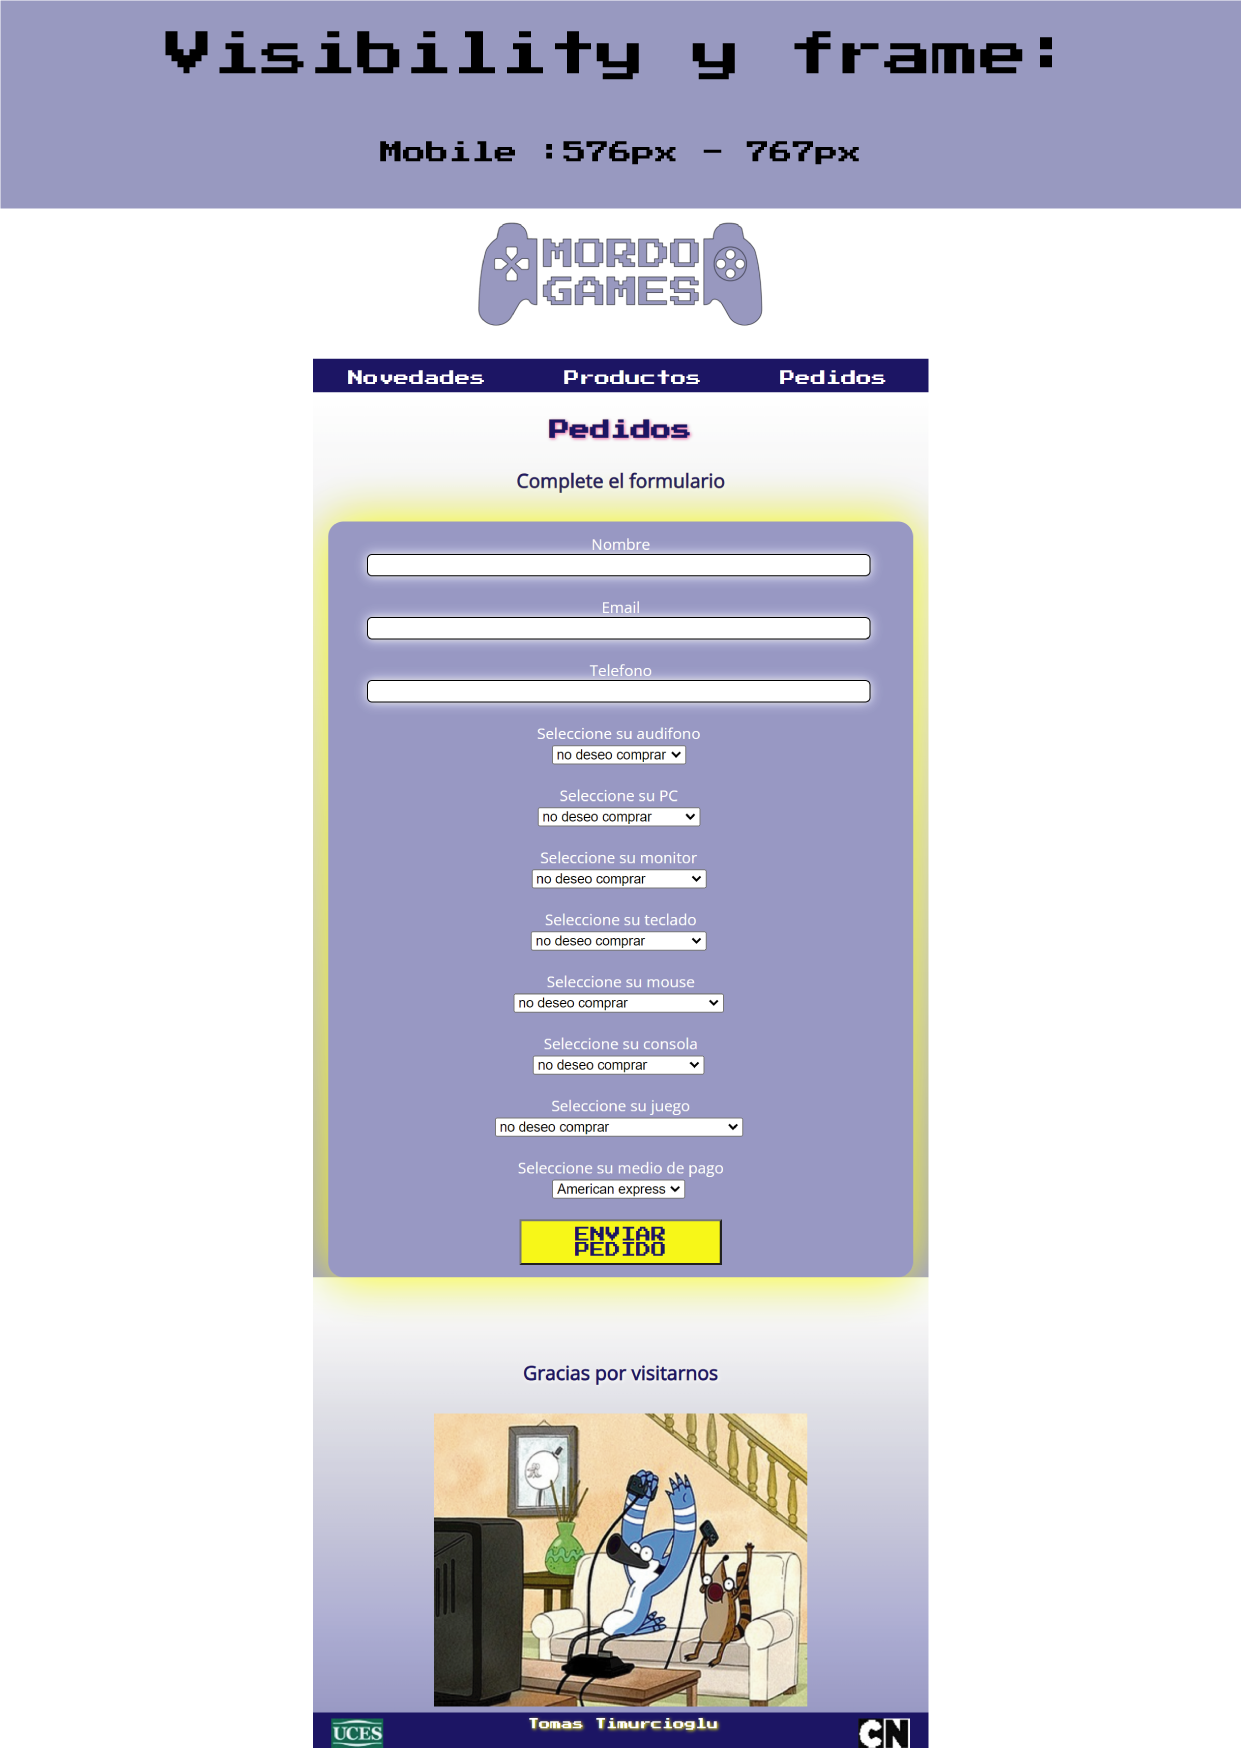 Visibility y frame:
Mobile :576px - 767px
MORDO
GAMES
Novedades Productos Pedidos
Pedidos
Complete el formulario
Nombre
Email
Telefono
Seleccione su audifono
no deseo comprar
Seleccione su PC
no deseo comprar
Seleccione su monitor
no deseo comprar
Seleccione su teclado
no deseo comprar
Seleccione su mouse
no deseo comprar
Seleccione su consola
no deseo comprar
Seleccione su juego
no deseo comprar
Seleccione su medio de pago
American express
ENVIAR
PEDIDO
Gracias por visitarnos
UCES Tomas Timurcioglu CN